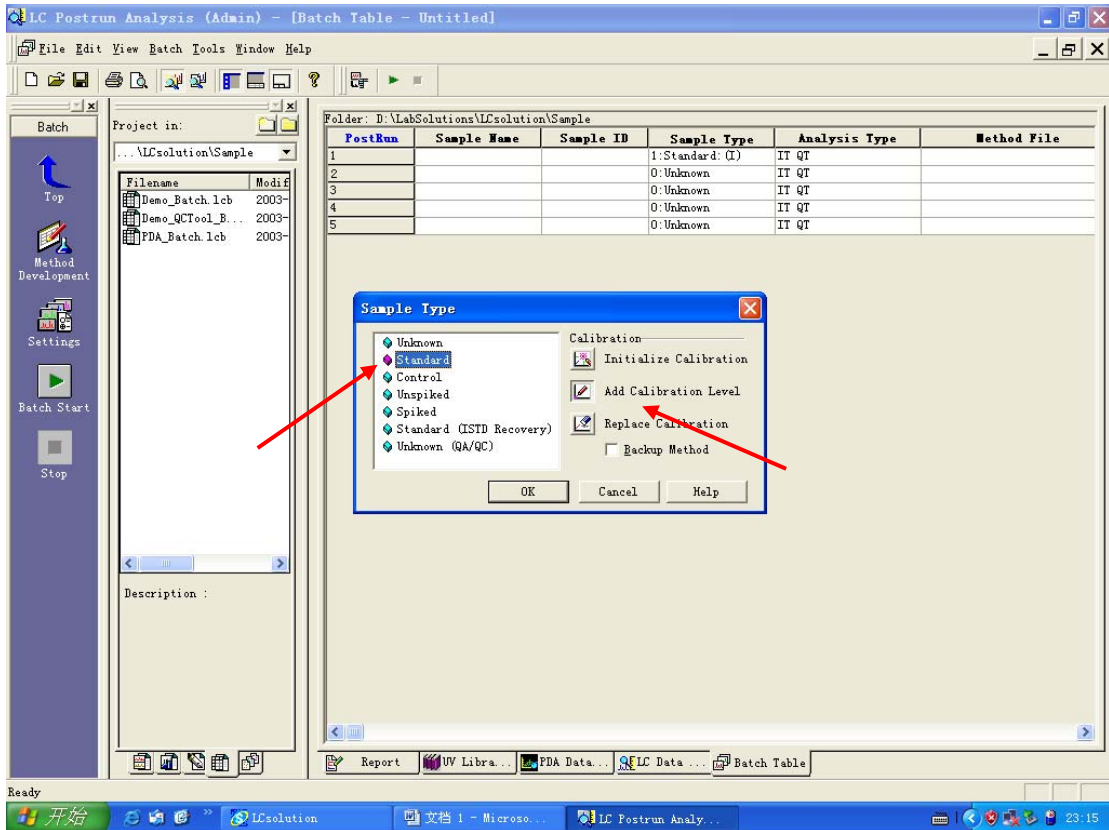 LC Postrun Analysis (Admin) - [Batch Table - Untitled]
File Edit View Batch Tools Window Help
Batch
Top
Method Development
Settings
Batch Start
Stop
Project in:
...\LCsolution\Sample
Filename Modif
Demo_Batch.lcb 2003-
Demo_QCTool_B... 2003-
PDA_Batch.lcb 2003-
Description :
Folder: D:\LabSolutions\LCsolution\Sample
PostRun Sample Name Sample ID Sample Type Analysis Type Method File
1 1:Standard:(I) IT QT
2 0:Unknown IT QT
3 0:Unknown IT QT
4 0:Unknown IT QT
5 0:Unknown IT QT
Sample Type
Unknown
Standard
Control
Unspiked
Spiked
Standard (ISTD Recovery)
Unknown (QA/QC)
Calibration
Initialize Calibration
Add Calibration Level
Replace Calibration
Backup Method
OK Cancel Help
Report UV Libra... PDA Data... LC Data ... Batch Table
Ready
开始 LCsolution 文档 1 - Microso... LC Postrun Analy... 23:15